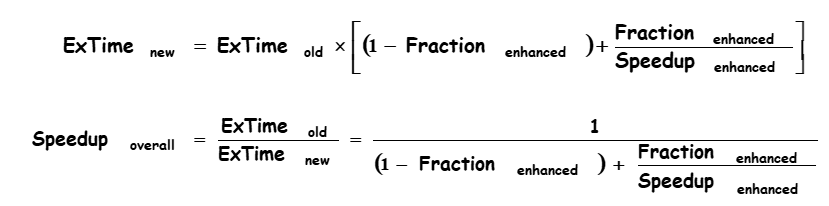 ExTime new = ExTime old × [(1 − Fraction enhanced) + Fraction enhanced / Speedup enhanced]
Speedup overall = ExTime old / ExTime new = 1 / ((1 − Fraction enhanced) + Fraction enhanced / Speedup enhanced)